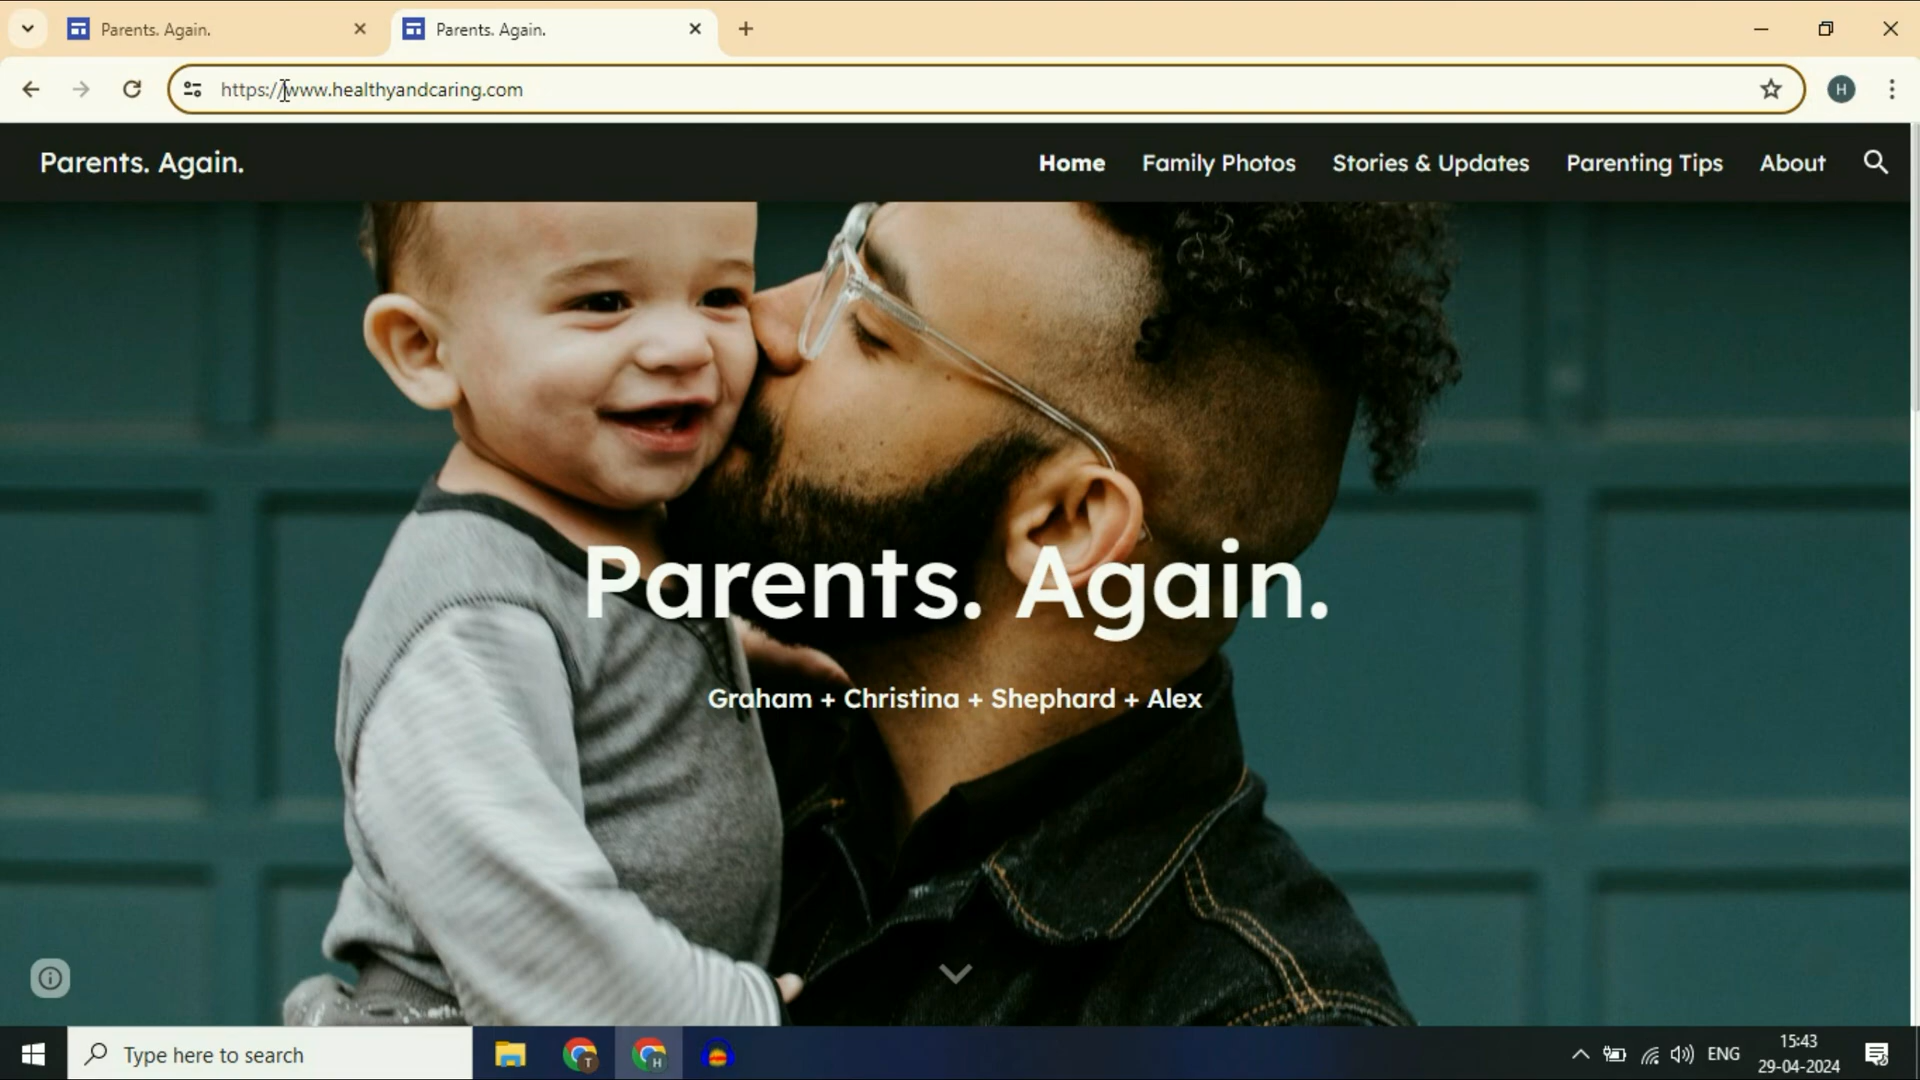 Parents. Again.
Parents. Again.
https://www.healthyandcaring.com
H
Parents. Again.
Home
Family Photos
Stories & Updates
Parenting Tips
About
Parents. Again.
Graham + Christina + Shephard + Alex
Type here to search
T
H
ENG
15:43
29-04-2024